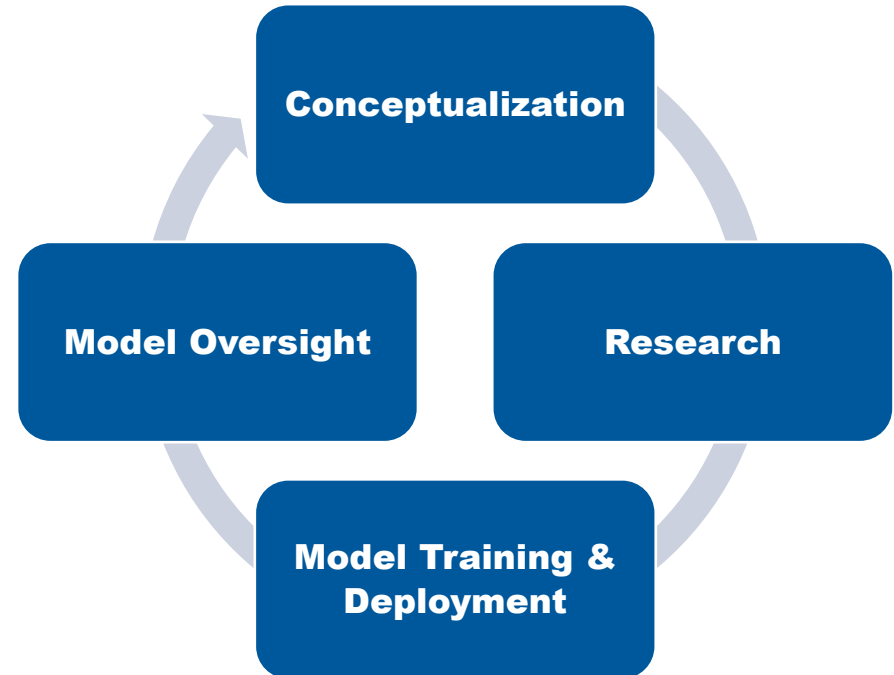 Conceptualization
Research
Model Training &
Deployment
Model Oversight